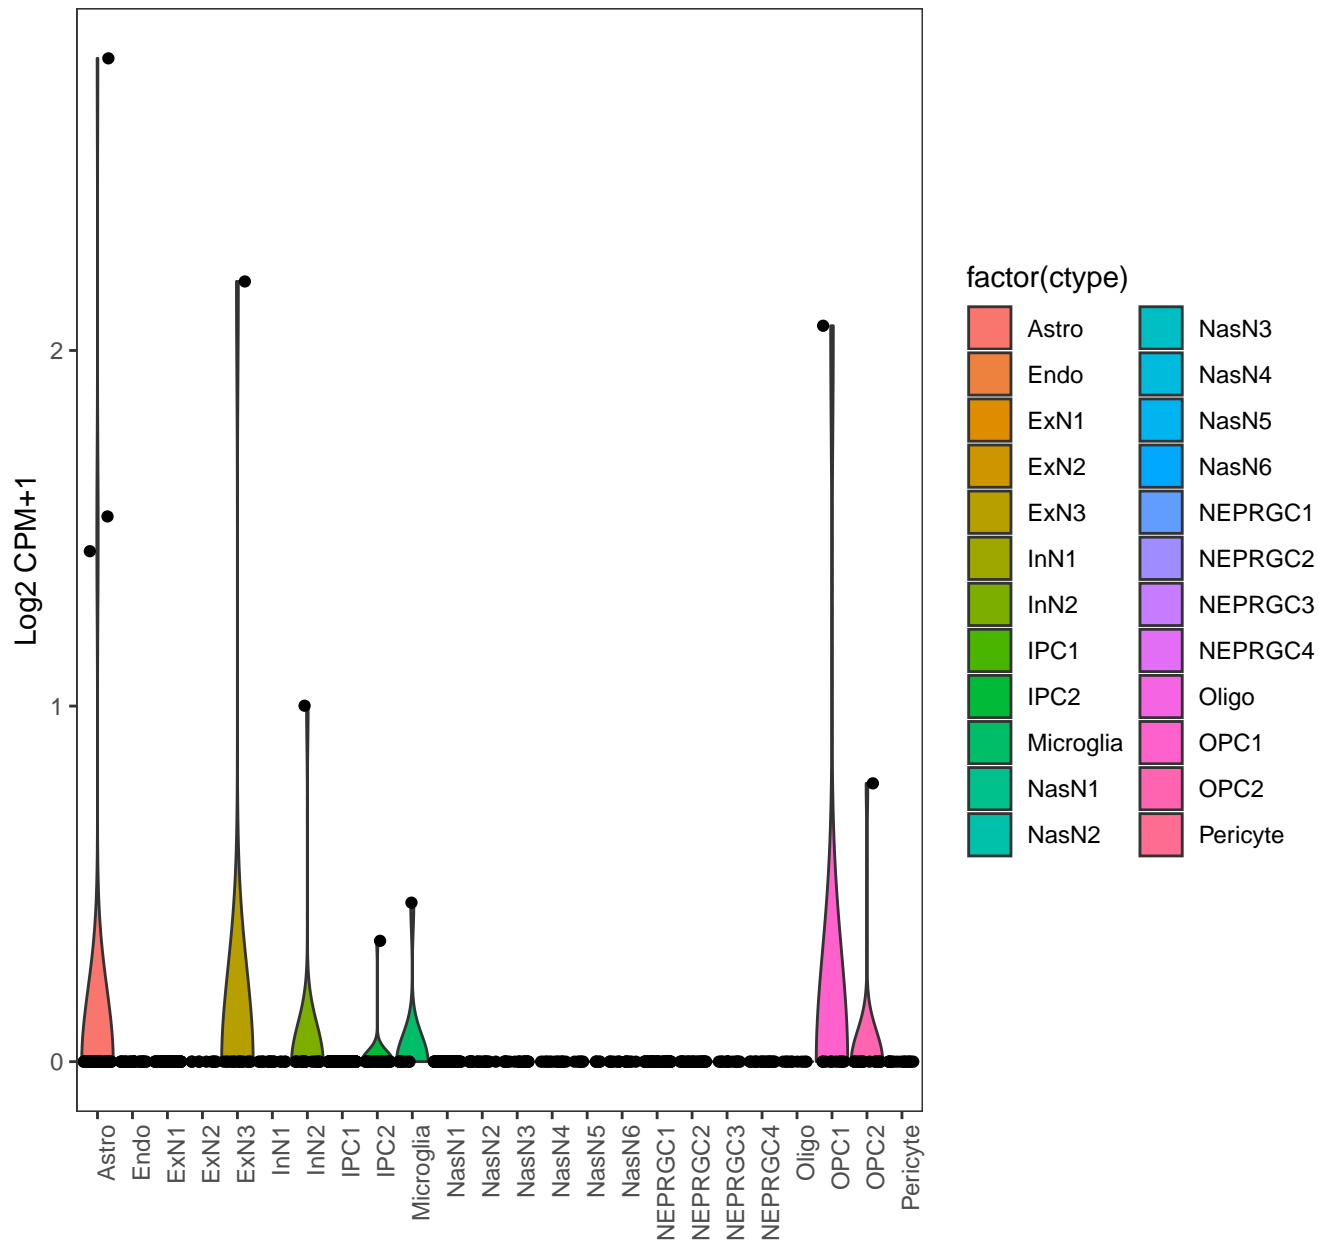 Log2 CPM+1
2
1
0
Astro
Endo
ExN1
ExN2
ExN3
InN1
InN2
IPC1
IPC2
Microglia
NasN1
NasN2
NasN3
NasN4
NasN5
NasN6
NEPRGC1
NEPRGC2
NEPRGC3
NEPRGC4
Oligo
OPC1
OPC2
Pericyte
factor(ctype)
Astro
Endo
ExN1
ExN2
ExN3
InN1
InN2
IPC1
IPC2
Microglia
NasN1
NasN2
NasN3
NasN4
NasN5
NasN6
NEPRGC1
NEPRGC2
NEPRGC3
NEPRGC4
Oligo
OPC1
OPC2
Pericyte